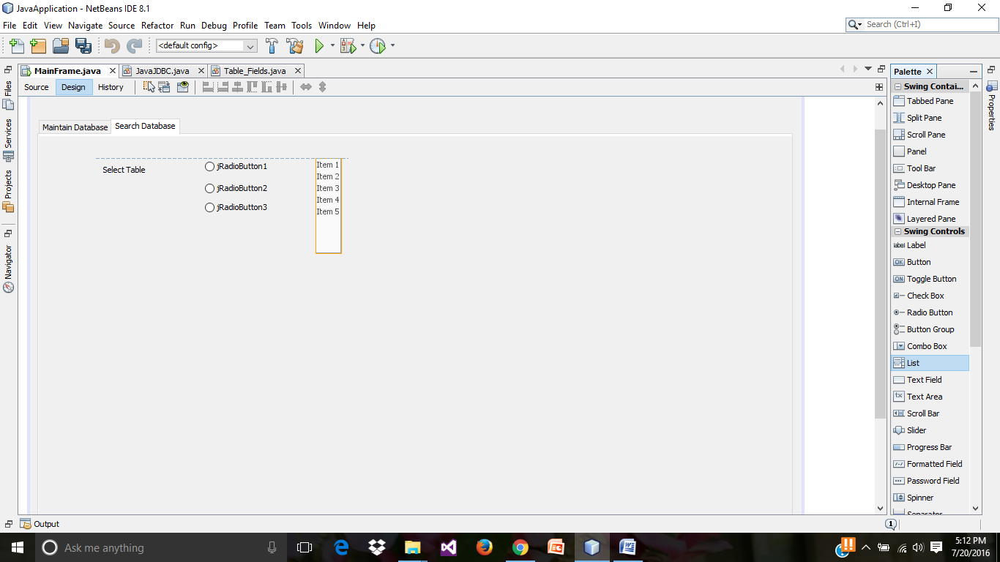 JavaApplication - NetBeans IDE 8.1
File Edit View Navigate Source Refactor Run Debug Profile Team Tools Window Help
Search (Ctrl+I)
<default config>
MainFrame.java
JavaJDBC.java
Table_Fields.java
Source Design History
Files
Services
Projects
Navigator
Maintain Database
Search Database
Select Table
jRadioButton1
jRadioButton2
jRadioButton3
Item 1
Item 2
Item 3
Item 4
Item 5
Palette
Swing Contai...
Tabbed Pane
Split Pane
Scroll Pane
Panel
Tool Bar
Desktop Pane
Internal Frame
Layered Pane
Swing Controls
label Label
OK Button
ON Toggle Button
Check Box
Radio Button
Button Group
Combo Box
List
Text Field
Text Area
Scroll Bar
Slider
Progress Bar
Formatted Field
Password Field
Spinner
Separator
Properties
Output
1
Ask me anything
5:12 PM
7/20/2016